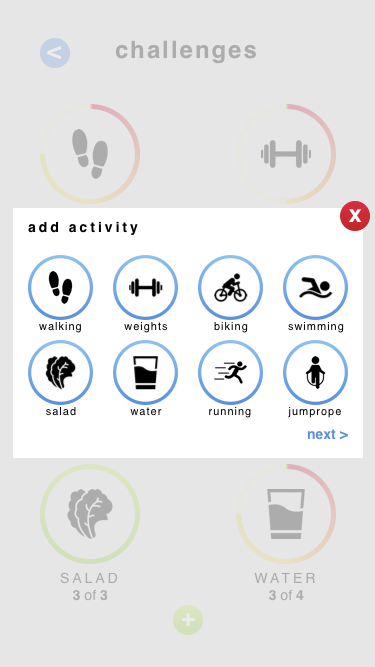 < challenges
X
add activity
walking weights biking swimming
salad water running jumprope
next >
SALAD WATER
3 of 3 3 of 4
+